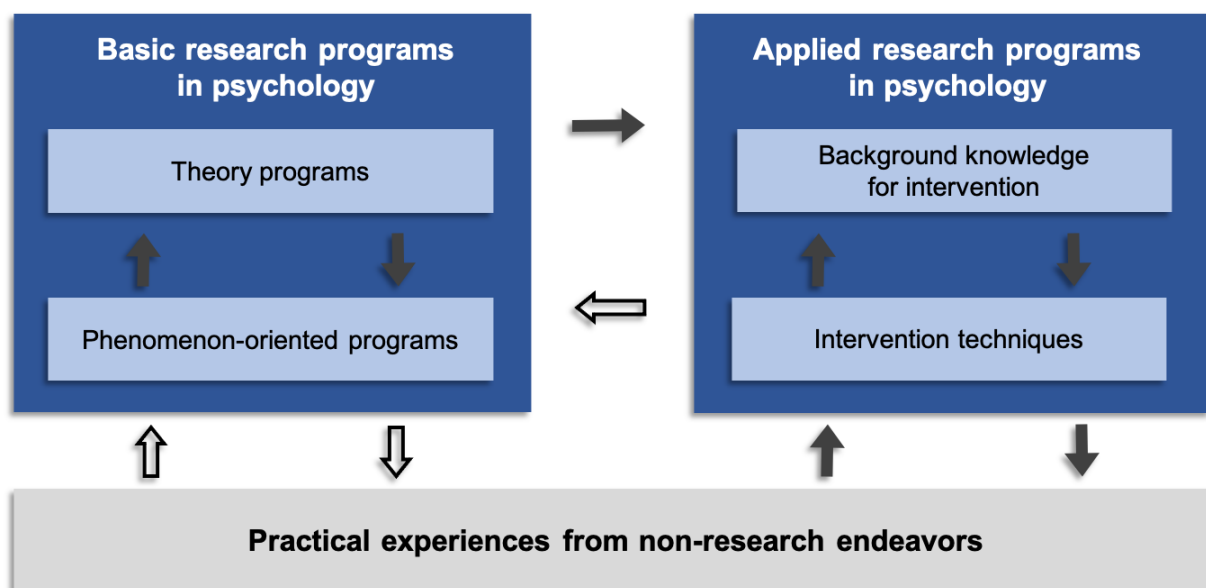 Basic research programs
in psychology
Theory programs
Phenomenon-oriented programs
Applied research programs
in psychology
Background knowledge
for intervention
Intervention techniques
Practical experiences from non-research endeavors